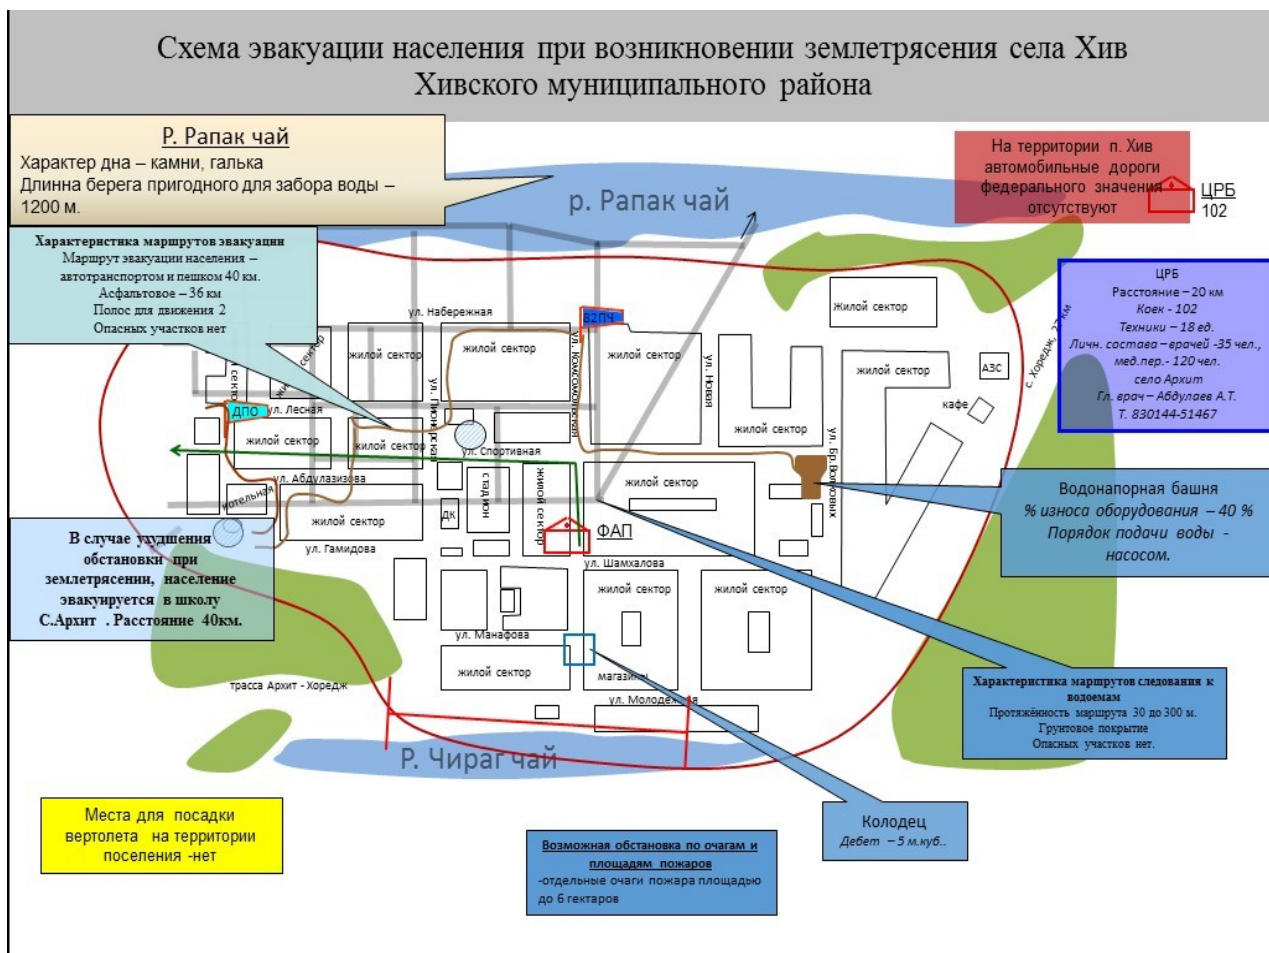 Схема эвакуации населения при возникновении землетрясения села Хив
Хивского муниципального района
Р. Рапак чай
Характер дна – камни, галька
Длинна берега пригодного для забора воды –
1200 м.
На территории п. Хив
автомобильные дороги
федерального значения
отсутствуют
ЦРБ
102
р. Рапак чай
Характеристика маршрутов эвакуации
Маршрут эвакуации населения –
автотранспортом и пешком 40 км.
Асфальтовое – 36 км
Полос для движения 2
Опасных участков нет
ЦРБ
Расстояние – 20 км
Коек - 102
Техники – 18 ед.
Личн. состава – врачей -35 чел.,
мед.пер.- 120 чел.
село Архит
Гл. врач – Абдулаев А.Т.
Т. 830144-51467
с. Хоредж,
км
ул. Набережная
82ПЧ
жилой сектор
жилой сектор
жилой сектор
жилой сектор
жилой сектор
сектор
сектор
ул. Комсомольская
ул. Новая
ул. Пионерская
АЗС
кафе
ДПО
ул. Лесная
жилой сектор
жилой сектор
ул. Спортивная
ул. Бр. Волковых
ул. Абдулазизова
котельная
жилой сектор
ул. Гамидова
ДК
стадион
жилой сектор
жилой сектор
ФАП
ул. Шамхалова
Водонапорная башня
% износа оборудования – 40 %
Порядок подачи воды -
насосом.
В случае ухудшения
обстановки при
землетрясении, население
эвакуируется в школу
С.Архит . Расстояние 40км.
жилой сектор
жилой сектор
ул. Манафова
жилой сектор
магазины
ул. Молодежная
трасса Архит - Хоредж
Характеристика маршрутов следования к
водоемам
Протяжённость маршрута 30 до 300 м.
Грунтовое покрытие
Опасных участков нет.
Р. Чираг чай
Места для посадки
вертолета на территории
поселения -нет
Возможная обстановка по очагам и
площадям пожаров
-отдельные очаги пожара площадью
до 6 гектаров
Колодец
Дебет – 5 м.куб..